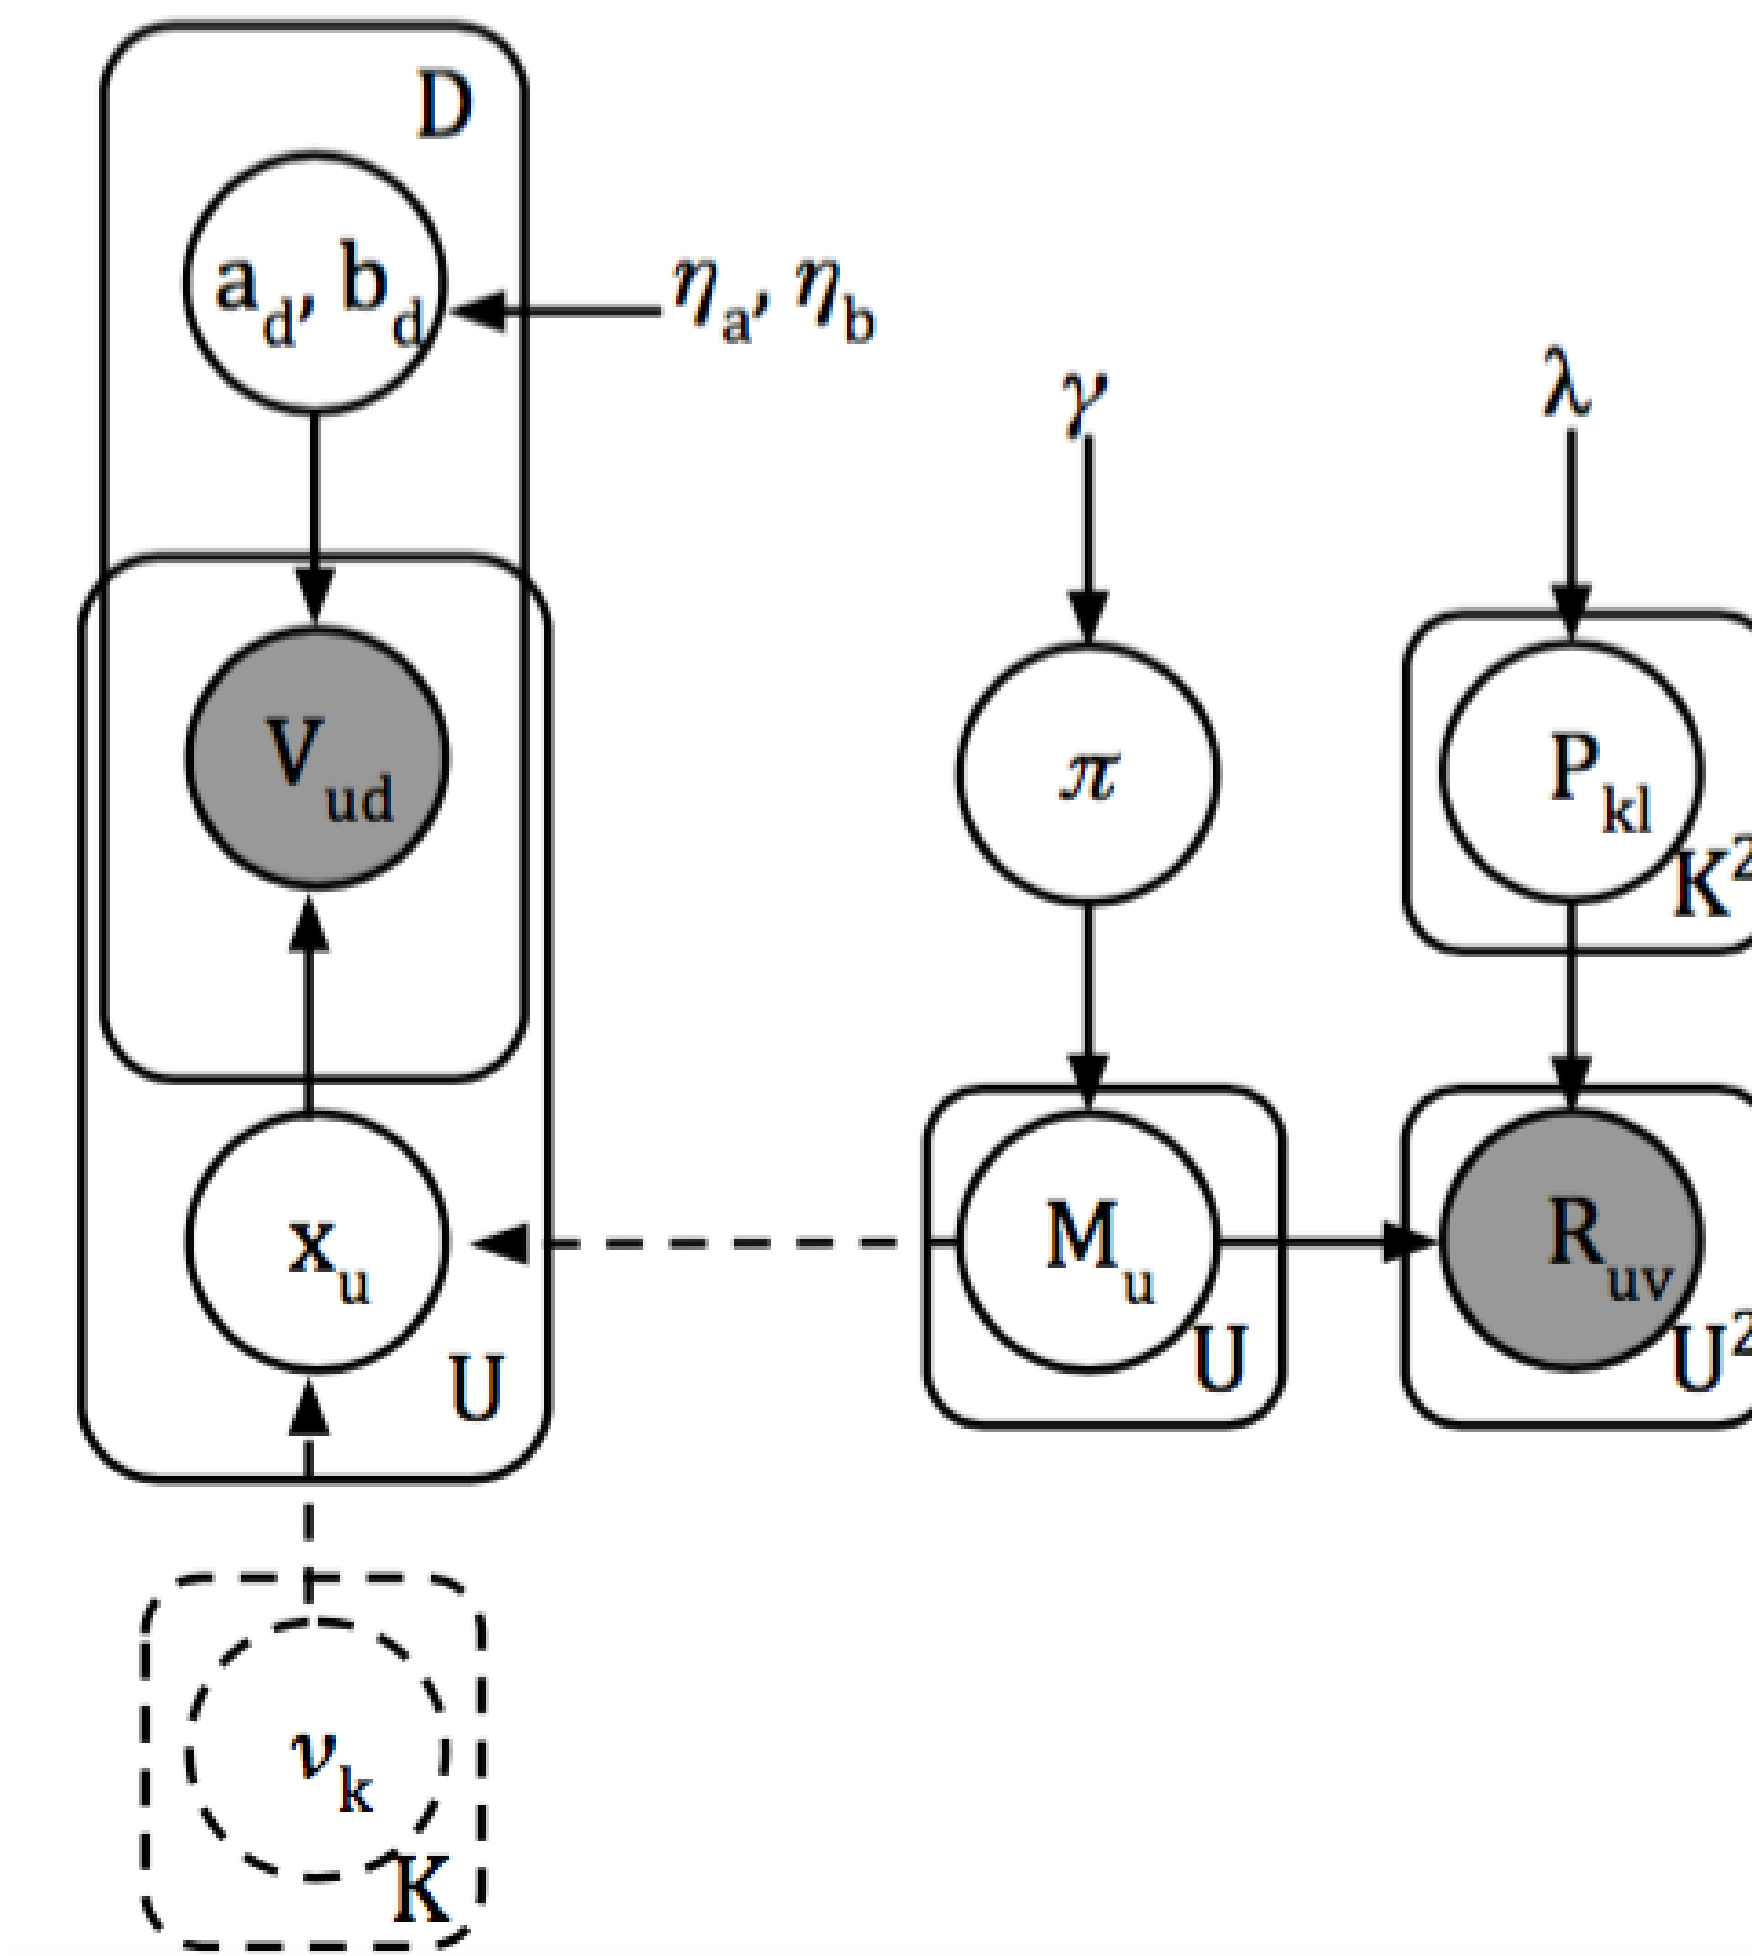 D
a_d, b_d
η_a, η_b
γ
λ
V_ud
π
P_kl
K²
x_u
U
M_u
U
R_uv
U²
ν_k
K